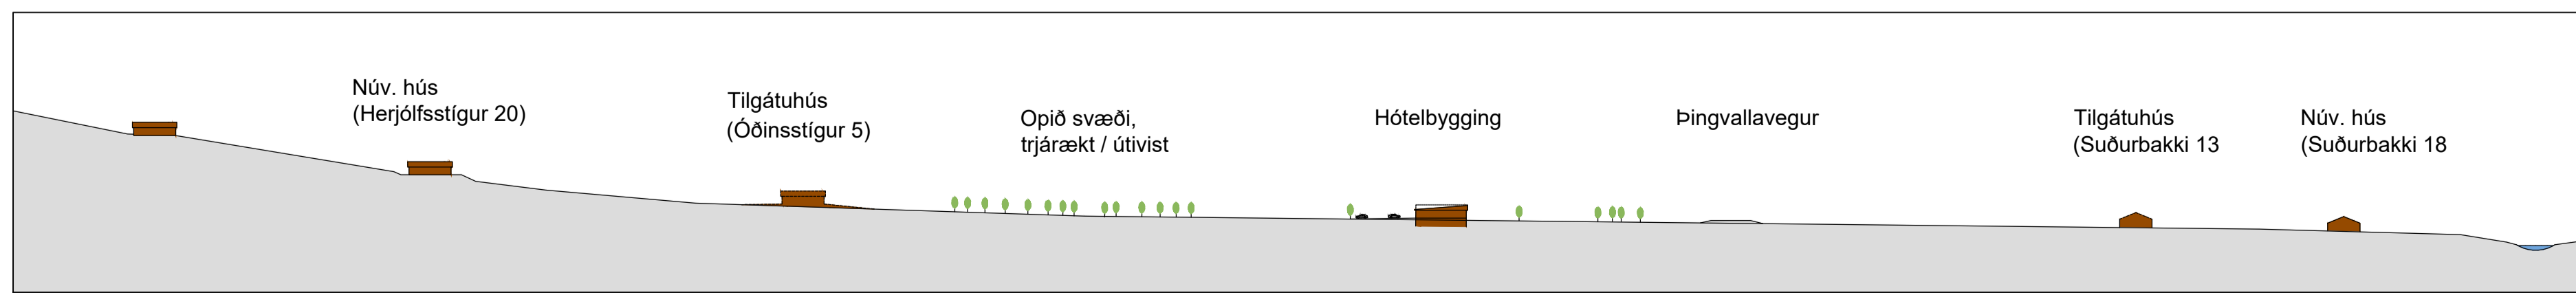 Núv. hús
(Herjólfsstígur 20)
Tilgátuhús
(Óðinsstígur 5)
Opið svæði,
trjárækt / útivist
Hótelbygging
Þingvallavegur
Tilgátuhús
(Suðurbakki 13
Núv. hús
(Suðurbakki 18